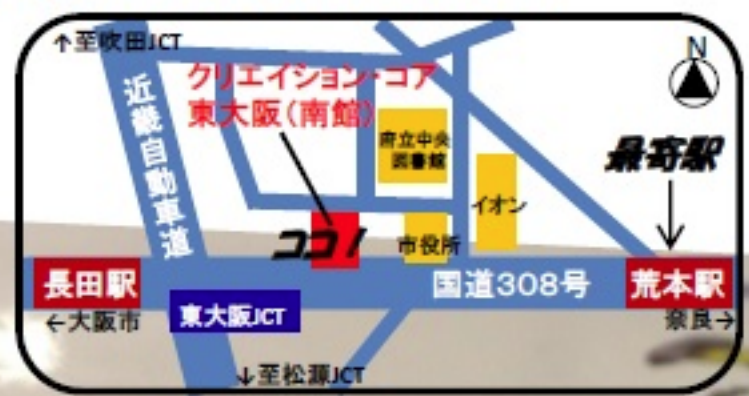 ↑至吹田JCT
N
近畿自動車道
クリエイション・コア
東大阪(南館)
府立中央
図書館
最寄駅
イオン
ココ!
市役所
長田駅
国道308号
荒本駅
←大阪市
東大阪JCT
奈良→
↓至松源JCT